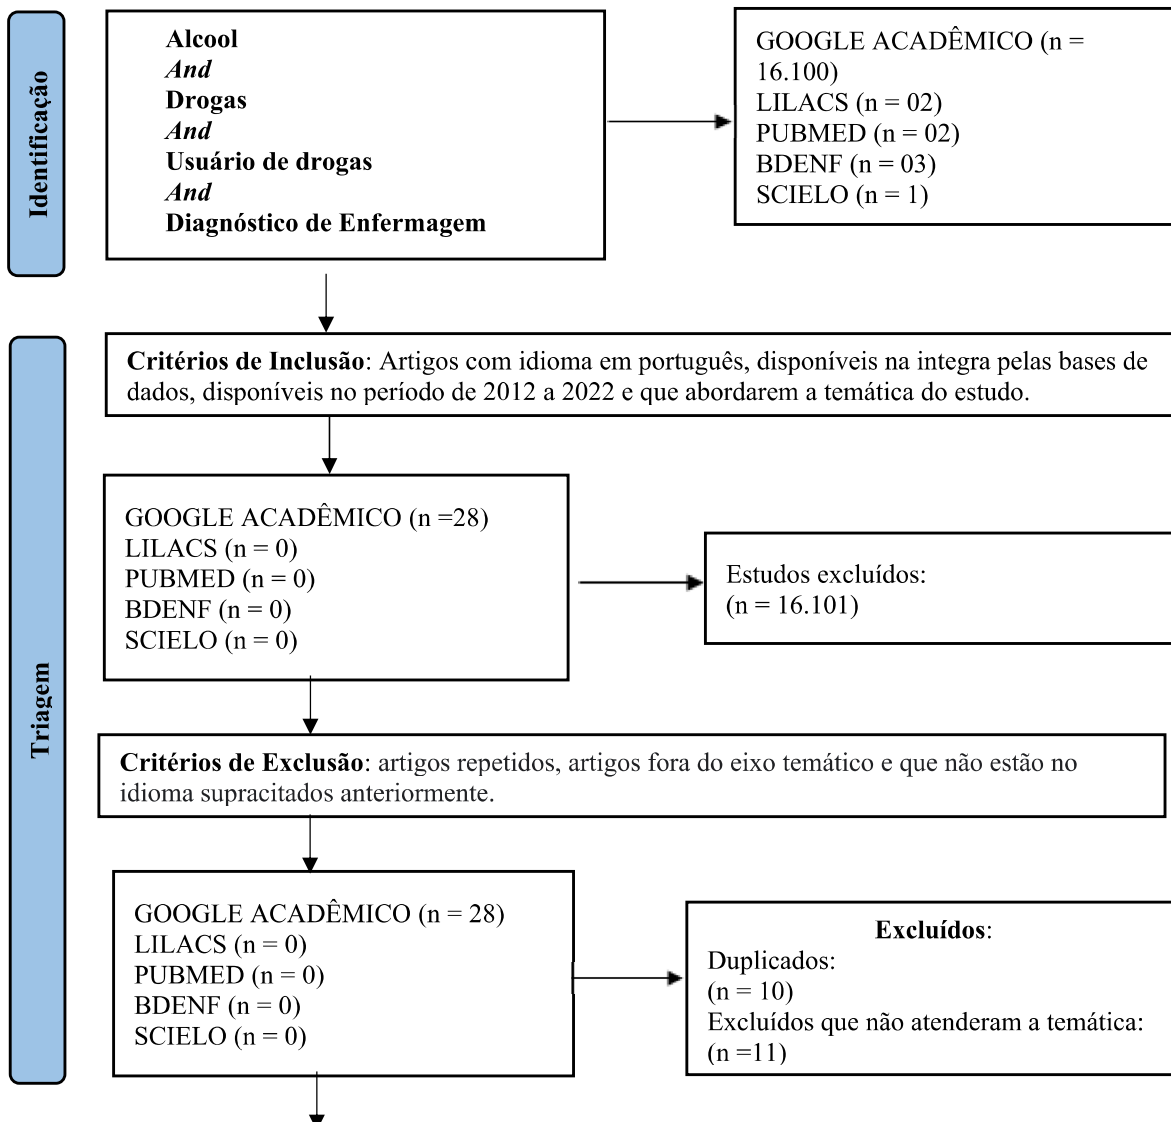 Identificação
Alcool
And
Drogas
And
Usuário de drogas
And
Diagnóstico de Enfermagem
GOOGLE ACADÊMICO (n =
16.100)
LILACS (n = 02)
PUBMED (n = 02)
BDENF (n = 03)
SCIELO (n = 1)
Triagem
Critérios de Inclusão: Artigos com idioma em português, disponíveis na integra pelas bases de
dados, disponíveis no período de 2012 a 2022 e que abordarem a temática do estudo.
GOOGLE ACADÊMICO (n =28)
LILACS (n = 0)
PUBMED (n = 0)
BDENF (n = 0)
SCIELO (n = 0)
Estudos excluídos:
(n = 16.101)
Critérios de Exclusão: artigos repetidos, artigos fora do eixo temático e que não estão no
idioma supracitados anteriormente.
GOOGLE ACADÊMICO (n = 28)
LILACS (n = 0)
PUBMED (n = 0)
BDENF (n = 0)
SCIELO (n = 0)
Excluídos:
Duplicados:
(n = 10)
Excluídos que não atenderam a temática:
(n =11)